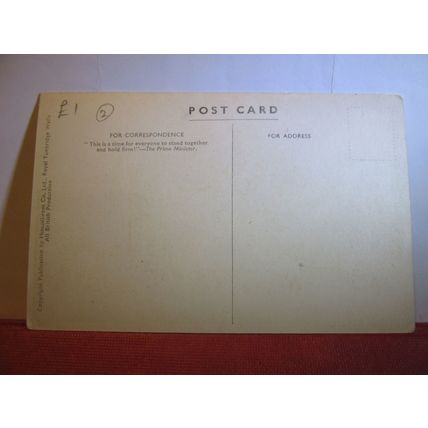 P 1
E
2
POST CARD
FOR CORRESPONDENCE
"This is a time for everyone to stand together
and hold firm!"—The Prime Minister.
FOR ADDRESS
Copyright Publication by Photochrom Co., Ltd., Royal Tunbridge Wells
All British Production